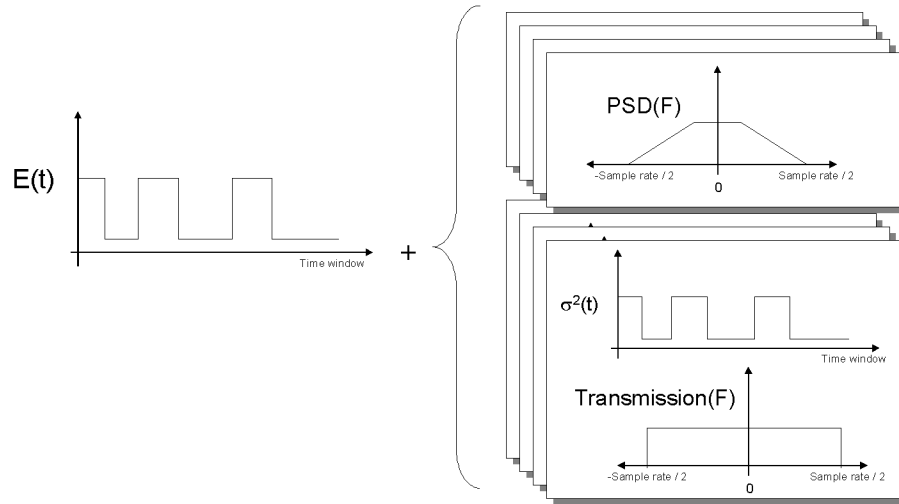 E(t)
Time window
+
PSD(F)
-Sample rate / 2
0
Sample rate / 2
σ²(t)
Time window
Transmission(F)
-Sample rate / 2
0
Sample rate / 2